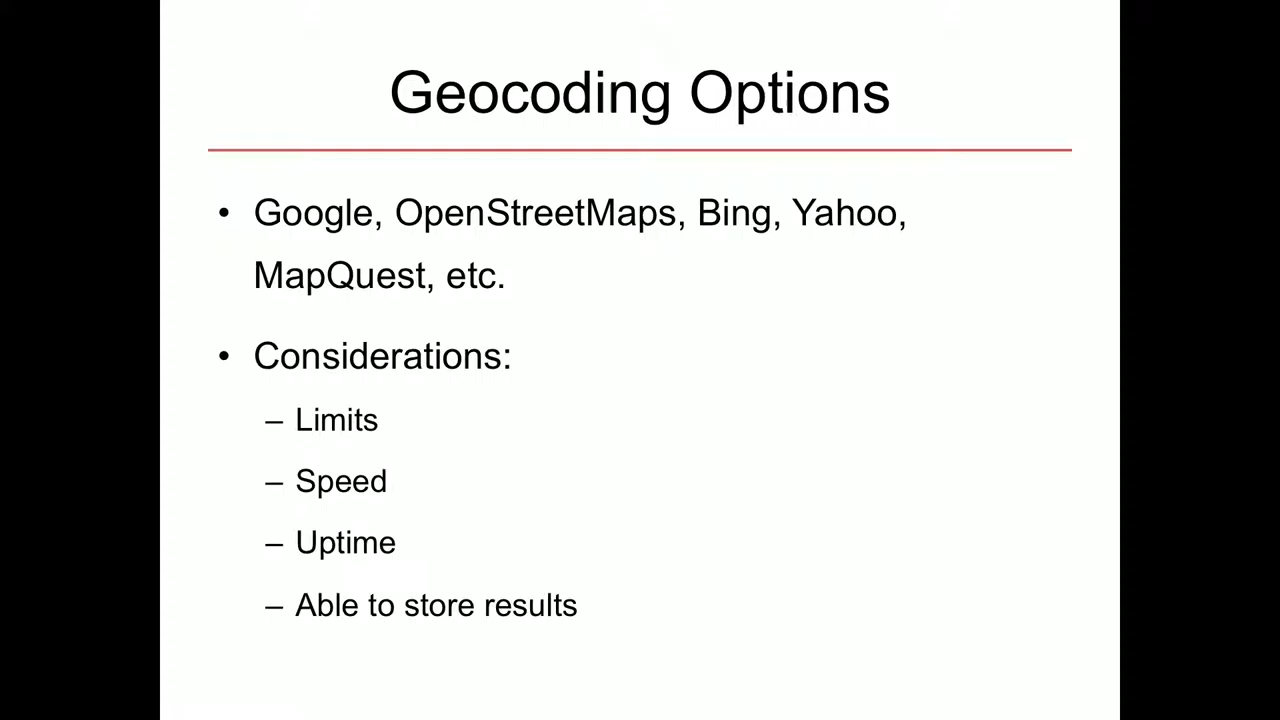 Geocoding Options
• Google, OpenStreetMaps, Bing, Yahoo,
MapQuest, etc.
• Considerations:
– Limits
– Speed
– Uptime
– Able to store results